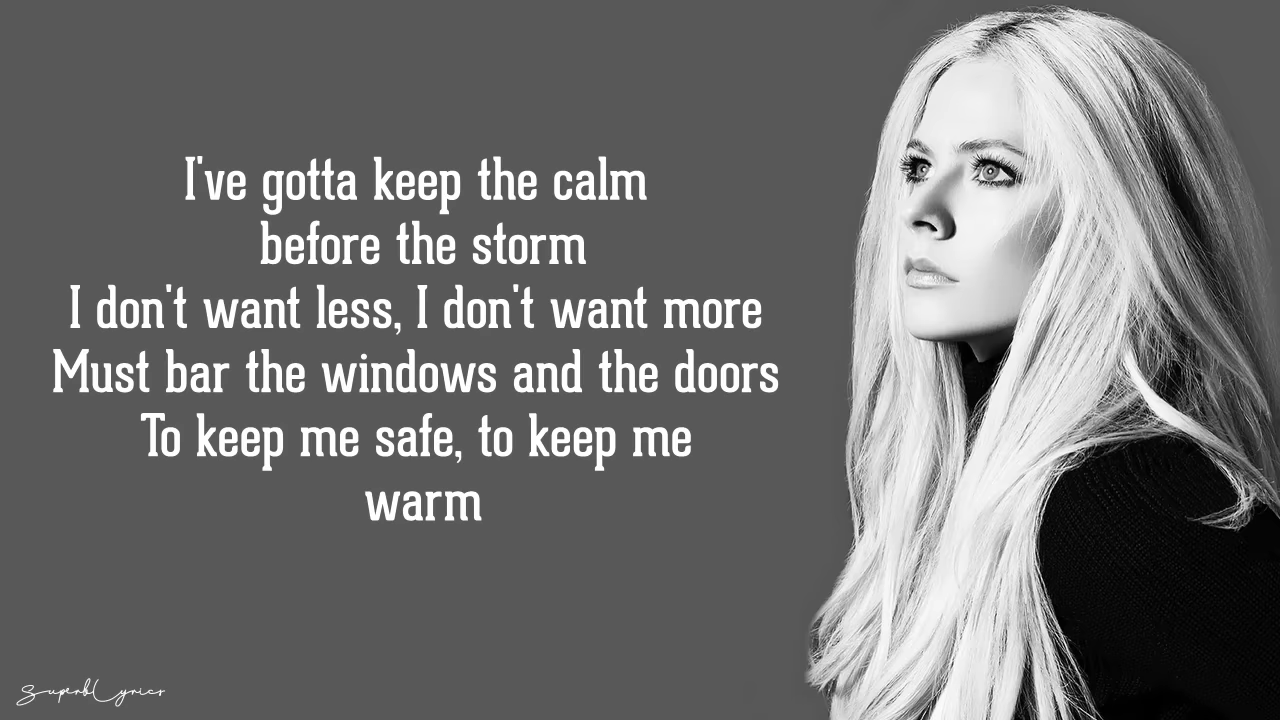 I've gotta keep the calm
before the storm
I don't want less, I don't want more
Must bar the windows and the doors
To keep me safe, to keep me
warm
SuperbLyrics